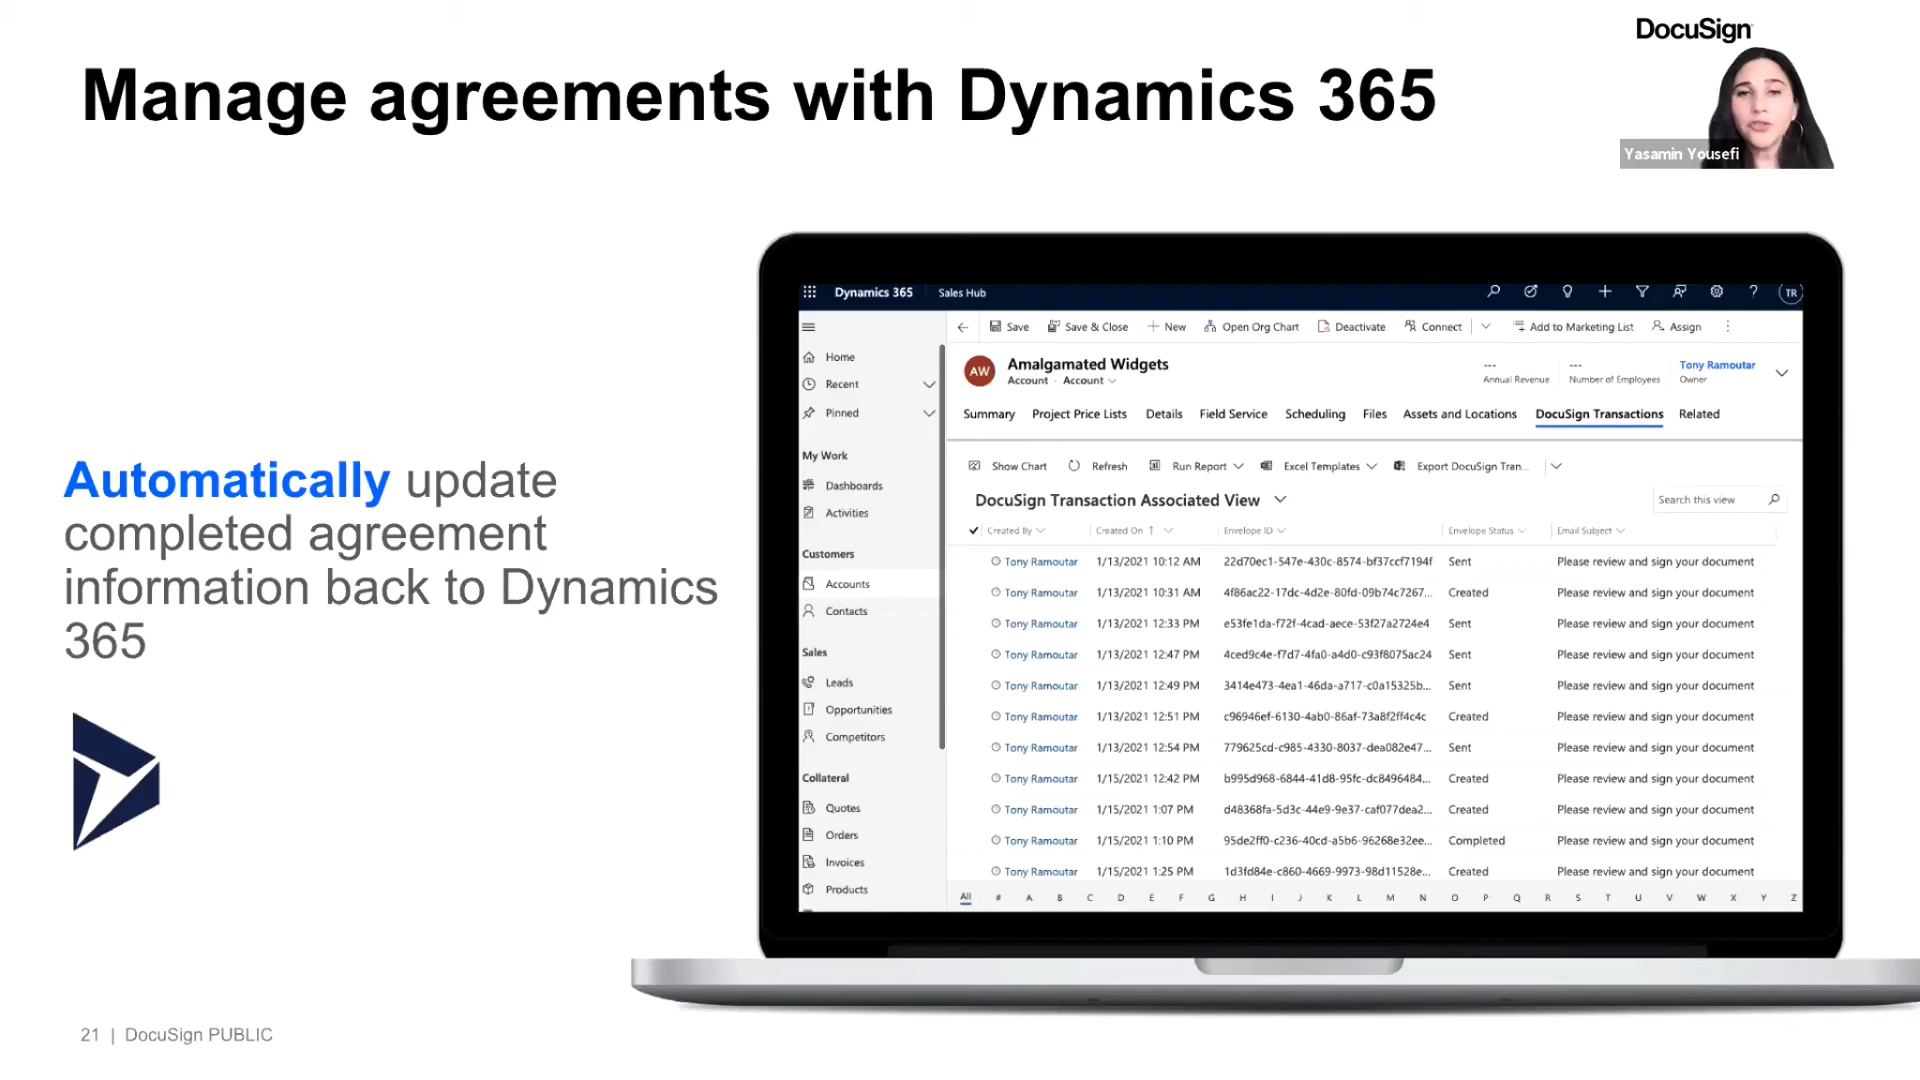 DocuSign
Manage agreements with Dynamics 365
Yasamin Yousefi
Automatically update
completed agreement
information back to Dynamics
365
Dynamics 365 Sales Hub TR
Save Save & Close New Open Org Chart Deactivate Connect Add to Marketing List Assign
AW Amalgamated Widgets
Account · Account
--- Annual Revenue
--- Number of Employees
Tony Ramoutar
Owner
Summary Project Price Lists Details Field Service Scheduling Files Assets and Locations DocuSign Transactions Related
Home
Recent
Pinned
My Work
Dashboards
Activities
Customers
Accounts
Contacts
Sales
Leads
Opportunities
Competitors
Collateral
Quotes
Orders
Invoices
Products
Show Chart Refresh Run Report Excel Templates Export DocuSign Tran...
DocuSign Transaction Associated View Search this view
Created By Created On ↑ Envelope ID Envelope Status Email Subject
Tony Ramoutar 1/13/2021 10:12 AM 22d70ec1-547e-430c-8574-bf37ccf7194f Sent Please review and sign your document
Tony Ramoutar 1/13/2021 10:31 AM 4f86ac22-17dc-4d2e-80fd-09b74c7267... Created Please review and sign your document
Tony Ramoutar 1/13/2021 12:33 PM e53fe1da-f72f-4cad-aece-53f27a2724e4 Sent Please review and sign your document
Tony Ramoutar 1/13/2021 12:47 PM 4ced9c4e-f7d7-4fa0-a4d0-c93f8075ac24 Sent Please review and sign your document
Tony Ramoutar 1/13/2021 12:49 PM 3414e473-4ea1-46da-a717-c0a15325b... Sent Please review and sign your document
Tony Ramoutar 1/13/2021 12:51 PM c96946ef-6130-4ab0-86af-73a8f2ff4c4c Created Please review and sign your document
Tony Ramoutar 1/13/2021 12:54 PM 779625cd-c985-4330-8037-dea082e47... Sent Please review and sign your document
Tony Ramoutar 1/15/2021 12:42 PM b995d968-6844-41d8-95fc-dc8496484... Created Please review and sign your document
Tony Ramoutar 1/15/2021 1:07 PM d48368fa-5d3c-44e9-9e37-caf077dea2... Created Please review and sign your document
Tony Ramoutar 1/15/2021 1:10 PM 95de2ff0-c236-40cd-a5b6-96268e32ee... Completed Please review and sign your document
Tony Ramoutar 1/15/2021 1:25 PM 1d3fd84e-c860-4669-9973-98d11528e... Created Please review and sign your document
All # A B C D E F G H I J K L M N O P Q R S T U V W X Y Z
21 | DocuSign PUBLIC